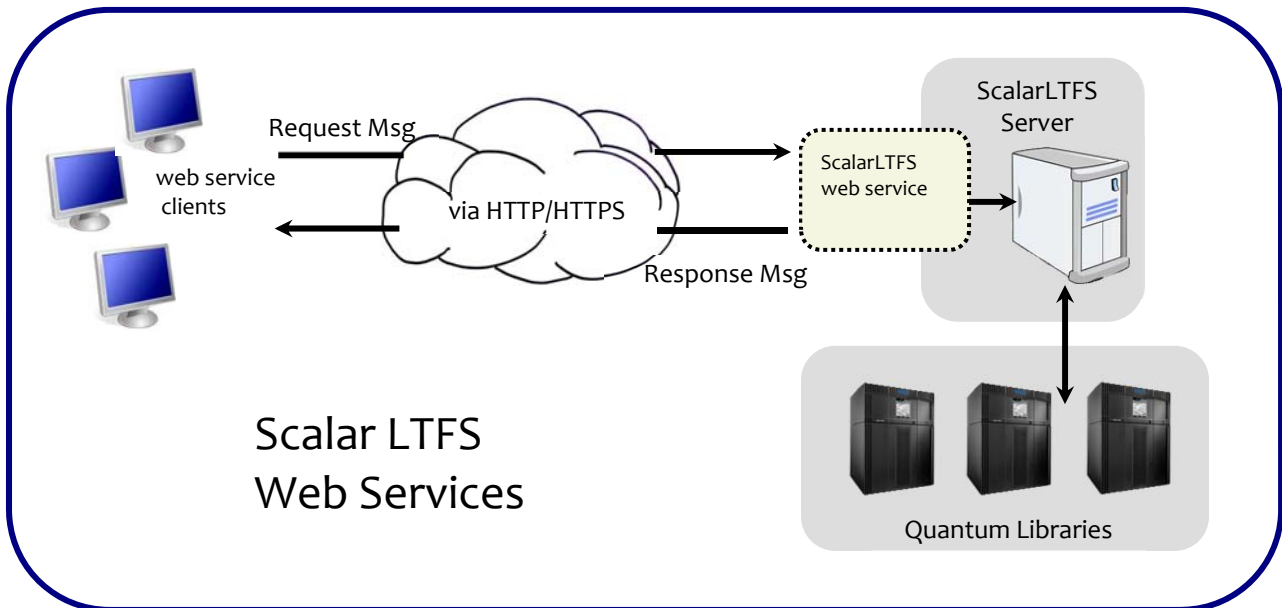 ScalarLTFS
Server
Request Msg
ScalarLTFS
web service
web service
clients
via HTTP/HTTPS
Response Msg
Scalar LTFS
Web Services
Quantum Libraries